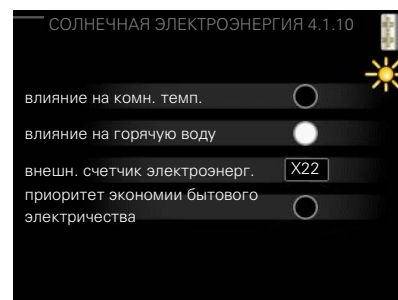 СОЛНЕЧНАЯ ЭЛЕКТРОЭНЕРГИЯ 4.1.10
влияние на комн. темп.
влияние на горячую воду
внешн. счетчик электроэнерг. X22
приоритет экономии бытового
электричества